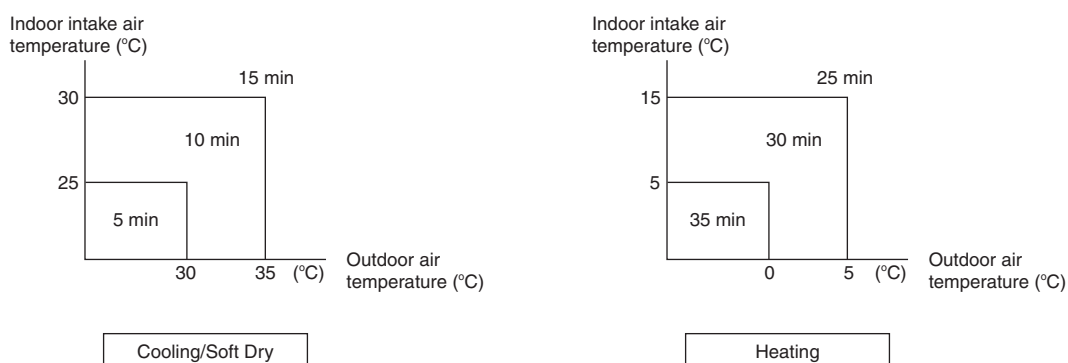 Indoor intake air
temperature (°C)
15 min
30
10 min
25
5 min
30 35 (°C)
Outdoor air
temperature (°C)
Cooling/Soft Dry
Indoor intake air
temperature (°C)
25 min
15
30 min
5
35 min
0 5 (°C)
Outdoor air
temperature (°C)
Heating